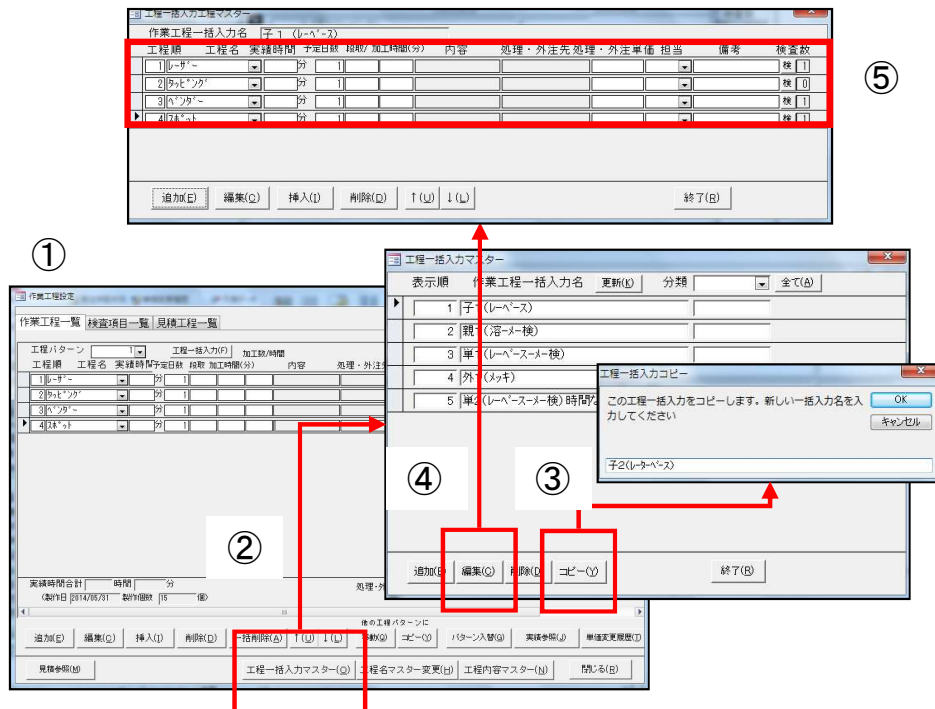 工程一括入力工程マスター
作業工程一括入力名 子1 (レーベース)
工程順 工程名 実績時間 予定日数 段取/加工時間(分) 内容 処理・外注先 処理・外注単価 担当 備考 検査数
1 レーザー 分 1 検 1
2 タッピング 分 1 検 0
3 ベンダー 分 1 検 1
4 スポット 分 1 検 1
⑤
追加(E) 編集(C) 挿入(I) 削除(D) ↑(U) ↓(L) 終了(R)
①
作業工程設定
作業工程一覧 検査項目一覧 見積工程一覧
工程パターン 1 工程一括入力(F) 加工数/時間
工程順 工程名 実績時間 予定日数 段取 加工時間(分) 内容 処理・外注
1 レーザー 分 1
2 タッピング 分 1
3 ベンダー 分 1
4 スポット 分 1
②
実績時間合計 時間 分 処理・外
(製作日 2014/05/31 製作個数 15 個)
他の工程パターンに
追加(E) 編集(C) 挿入(I) 削除(D) 一括削除(A) ↑(U) ↓(L) 移動(Q) コピー(Y) パターン入替(G) 実績参照(J) 単価変更履歴(T)
見積参照(M) 工程一括入力マスター(O) 工程名マスター変更(H) 工程内容マスター(N) 閉じる(R)
工程一括入力マスター
表示順 作業工程一括入力名 更新(K) 分類 全て(A)
1 子1(レーベース)
2 親1(溶ーメー検)
3 単1(レーベースーメー検)
4 外1(メッキ)
5 単2(レーベースーメー検)時間な
④
③
追加(E) 編集(C) 削除(D) コピー(Y) 終了(R)
工程一括入力コピー
この工程一括入力をコピーします。新しい一括入力名を入
力してください
OK
キャンセル
子2(レーターベース)